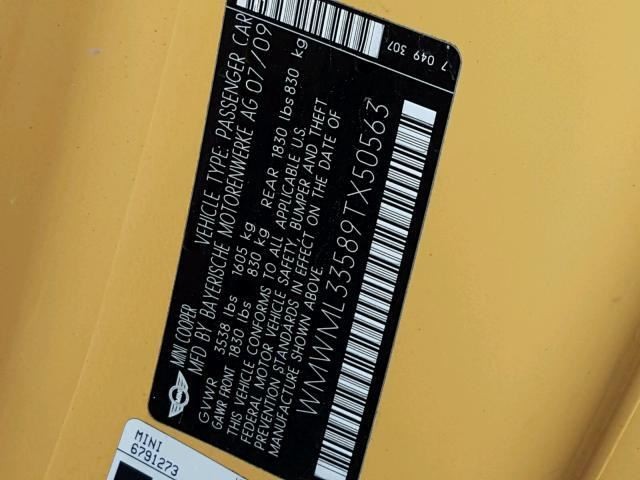 MINI COOPER VEHICLE TYPE: PASSENGER CAR
MFD BY BAYERISCHE MOTORENWERKE AG 07/09
GVWR 3538 lbs 1605 kg
GAWR FRONT 1830 lbs 830 kg REAR 1830 lbs 830 kg
THIS VEHICLE CONFORMS TO ALL APPLICABLE U.S.
FEDERAL MOTOR VEHICLE SAFETY, BUMPER AND THEFT
PREVENTION STANDARDS IN EFFECT ON THE DATE OF
MANUFACTURE SHOWN ABOVE.
WMWML33589TX50563
7 049 307
MINI
6791273